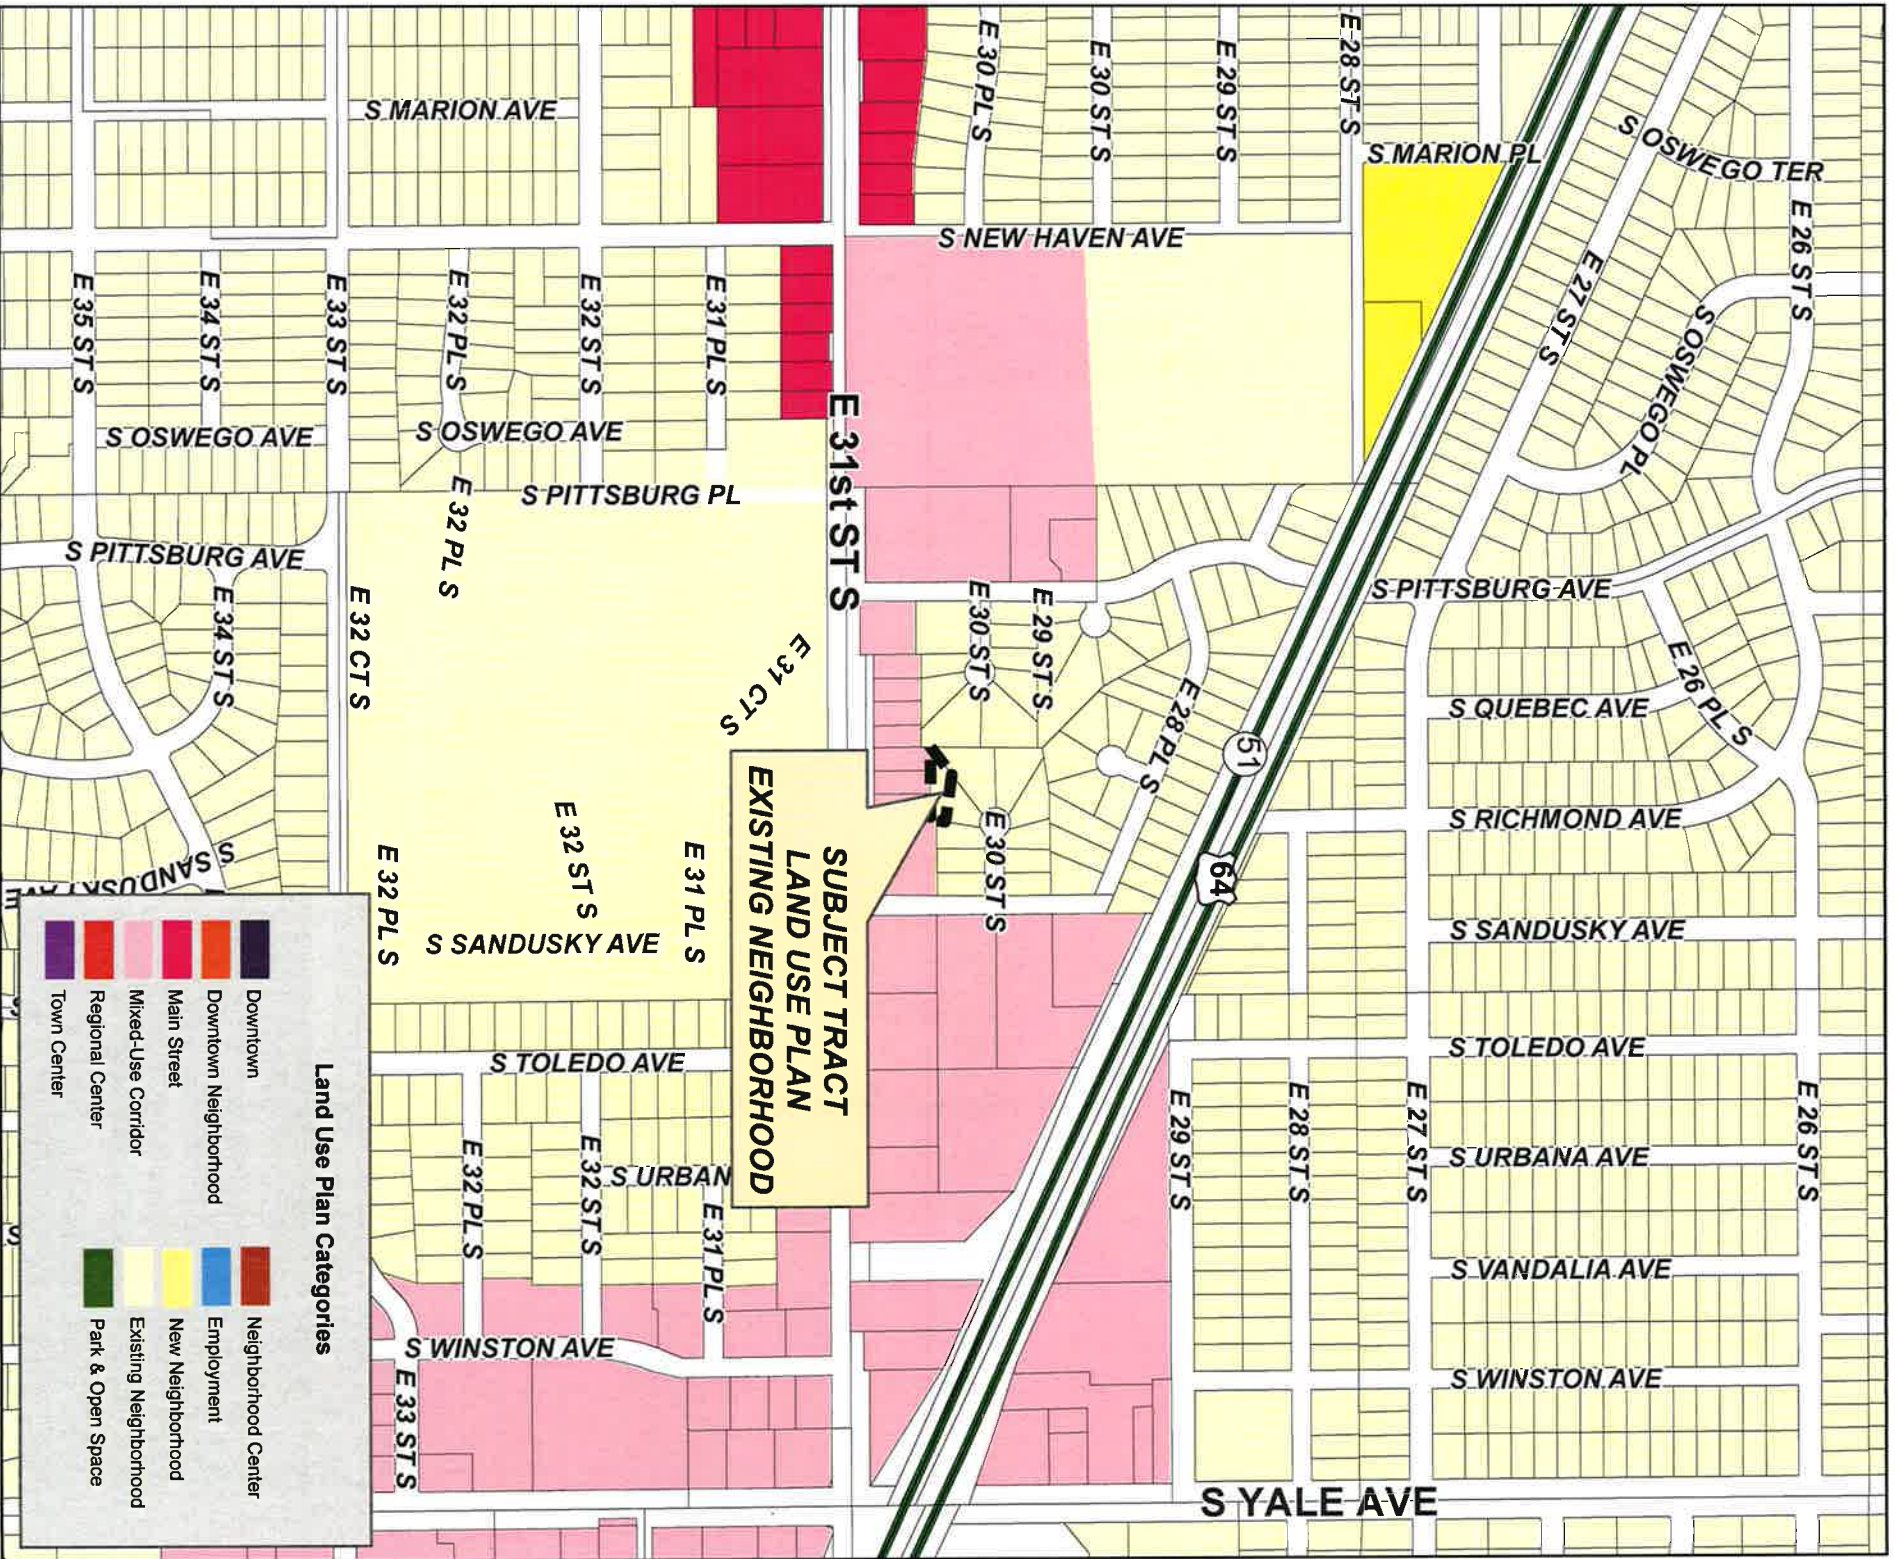 S MARION AVE
E 30 PL S
E 30 ST S
E 29 ST S
E 28 ST S
S MARION PL
S OSWEGO TER
E 26 ST S
S NEW HAVEN AVE
E 27 ST S
S OSWEGO PL
E 35 ST S
E 34 ST S
E 33 ST S
E 32 PL S
E 32 ST S
E 31 PL S
S OSWEGO AVE
S OSWEGO AVE
E 31st ST S
S PITTSBURG PL
E 32 PL S
S PITTSBURG AVE
E 34 ST S
E 32 CT S
E 31 CT S
E 30 ST S
E 29 ST S
S PITTSBURG AVE
E 26 PL S
S QUEBEC AVE
E 28 PL S
51
S RICHMOND AVE
E 30 ST S
64
S SANDUSKY AVE
E 32 PL S
E 32 ST S
E 31 PL S
S SANDUSKY AVE
S SANDUSKY AVE
SUBJECT TRACT
LAND USE PLAN
EXISTING NEIGHBORHOOD
S TOLEDO AVE
S TOLEDO AVE
E 29 ST S
E 28 ST S
E 27 ST S
E 26 ST S
E 32 PL S
E 32 ST S
S URBAN
E 31 PL S
S URBANA AVE
S VANDALIA AVE
S WINSTON AVE
S WINSTON AVE
E 33 ST S
S YALE AVE
Land Use Plan Categories
Downtown
Downtown Neighborhood
Main Street
Mixed-Use Corridor
Regional Center
Town Center
Neighborhood Center
Employment
New Neighborhood
Existing Neighborhood
Park & Open Space